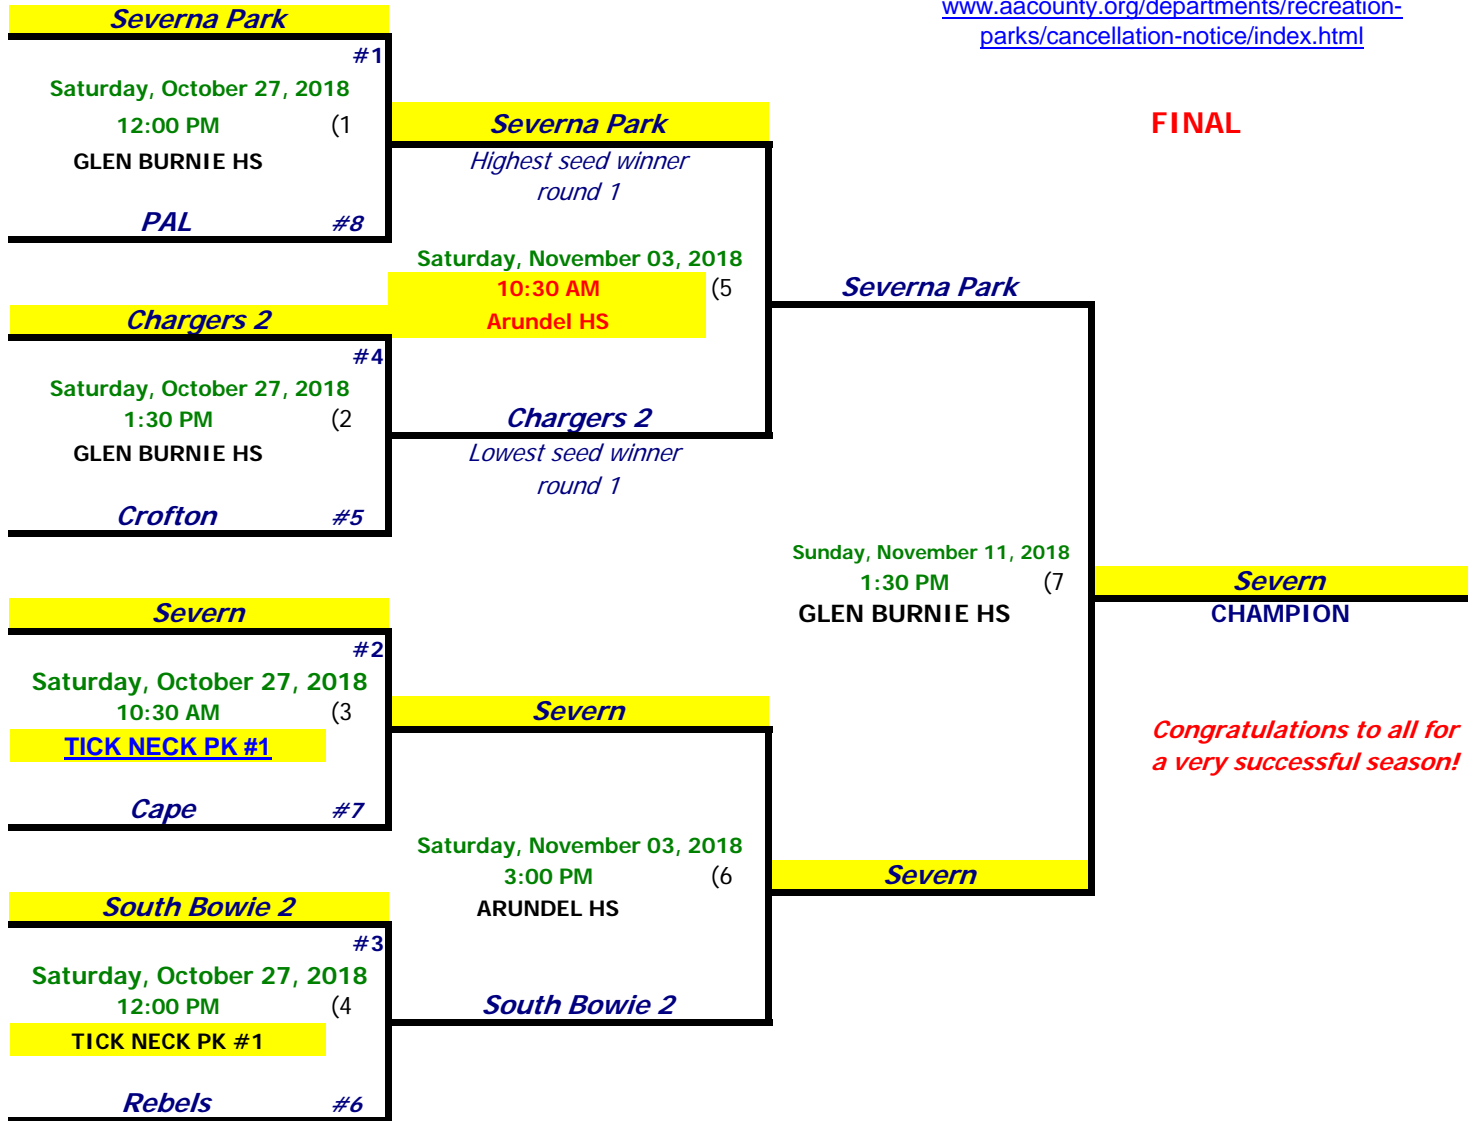 www.aacounty.org/departments/recreation-
parks/cancellation-notice/index.html
FINAL
Severna Park
#1
Saturday, October 27, 2018
12:00 PM (1
GLEN BURNIE HS
PAL #8
Chargers 2
#4
Saturday, October 27, 2018
1:30 PM (2
GLEN BURNIE HS
Crofton #5
Severn
#2
Saturday, October 27, 2018
10:30 AM (3
TICK NECK PK #1
Cape #7
South Bowie 2
#3
Saturday, October 27, 2018
12:00 PM (4
TICK NECK PK #1
Rebels #6
Severna Park
Highest seed winner
round 1
Saturday, November 03, 2018
10:30 AM (5
Arundel HS
Chargers 2
Lowest seed winner
round 1
Severn
Saturday, November 03, 2018
3:00 PM (6
ARUNDEL HS
South Bowie 2
Severna Park
Sunday, November 11, 2018
1:30 PM (7
GLEN BURNIE HS
Severn
Severn
CHAMPION
Congratulations to all for
a very successful season!